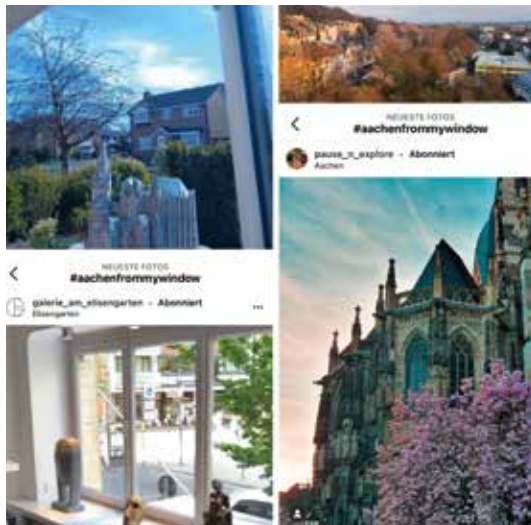 NEUESTE FOTOS
#aachenfrommywindow
galerie_am_elisengarten • Abonniert
Elisengarten
NEUESTE FOTOS
#aachenfrommywindow
pause_n_explore • Abonniert
Aachen